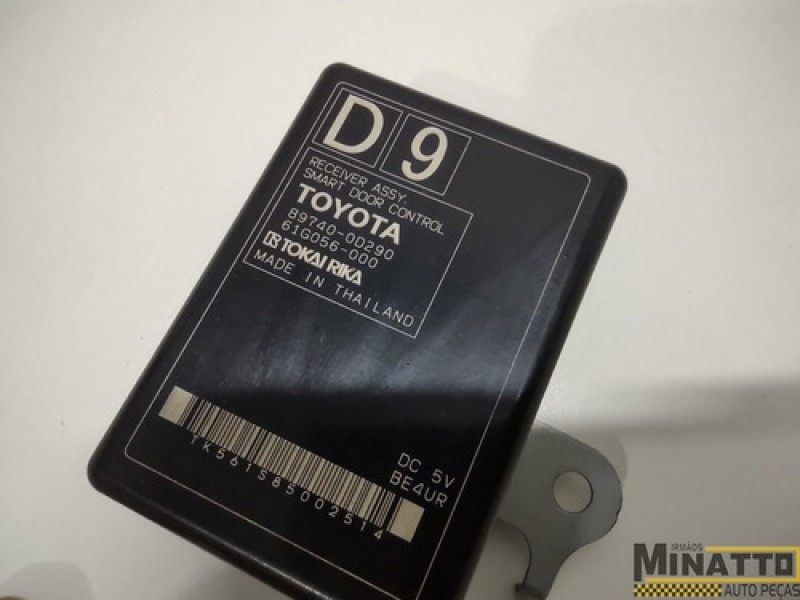 D 9
RECEIVER ASSY.
SMART DOOR CONTROL
TOYOTA
89740-0D290
61G056-000
TOKAI RIKA
MADE IN THAILAND
TK561S85002514
DC 5V
BE4UR
IRMÃOS
MINATTO
AUTO PEÇAS